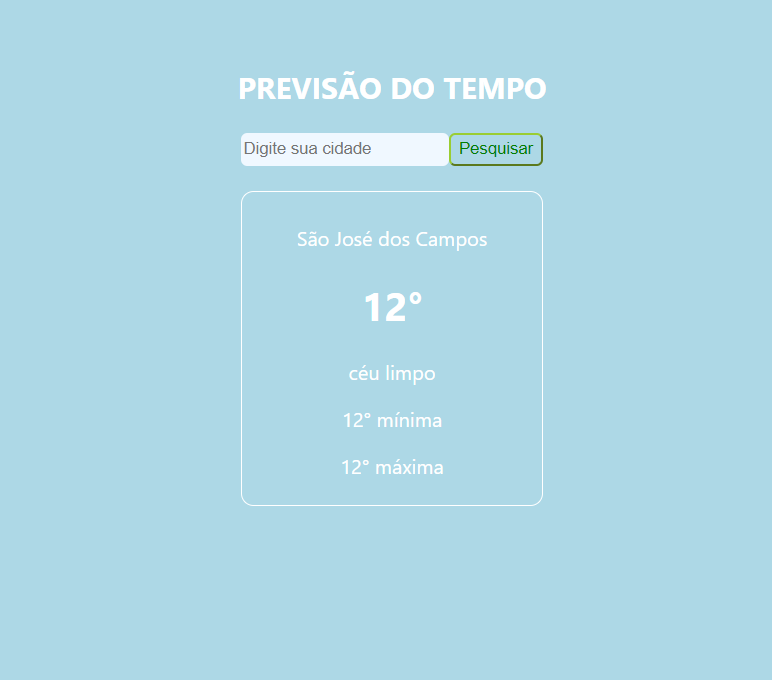 PREVISÃO DO TEMPO
Digite sua cidade Pesquisar
São José dos Campos
12°
céu limpo
12° mínima
12° máxima